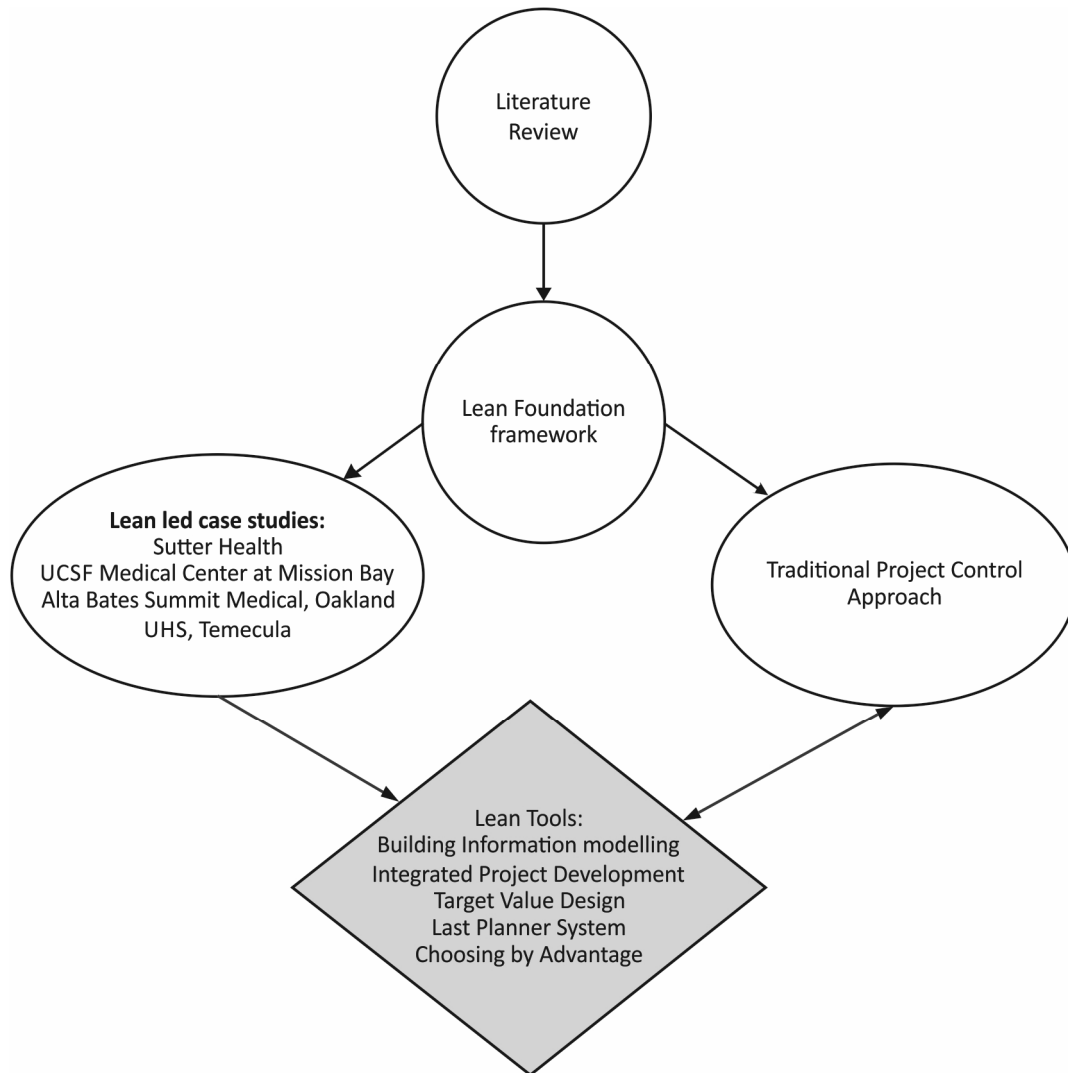 Literature
Review
Lean Foundation
framework
Lean led case studies:
Sutter Health
UCSF Medical Center at Mission Bay
Alta Bates Summit Medical, Oakland
UHS, Temecula
Traditional Project Control
Approach
Lean Tools:
Building Information modelling
Integrated Project Development
Target Value Design
Last Planner System
Choosing by Advantage